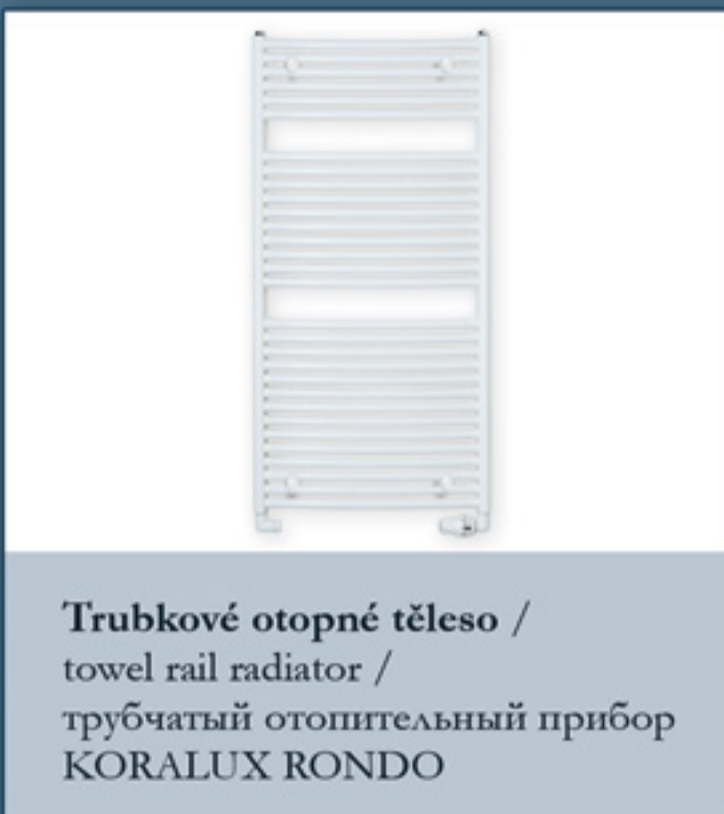 Trubkové otopné těleso /
towel rail radiator /
трубчатый отопительный прибор
KORALUX RONDO